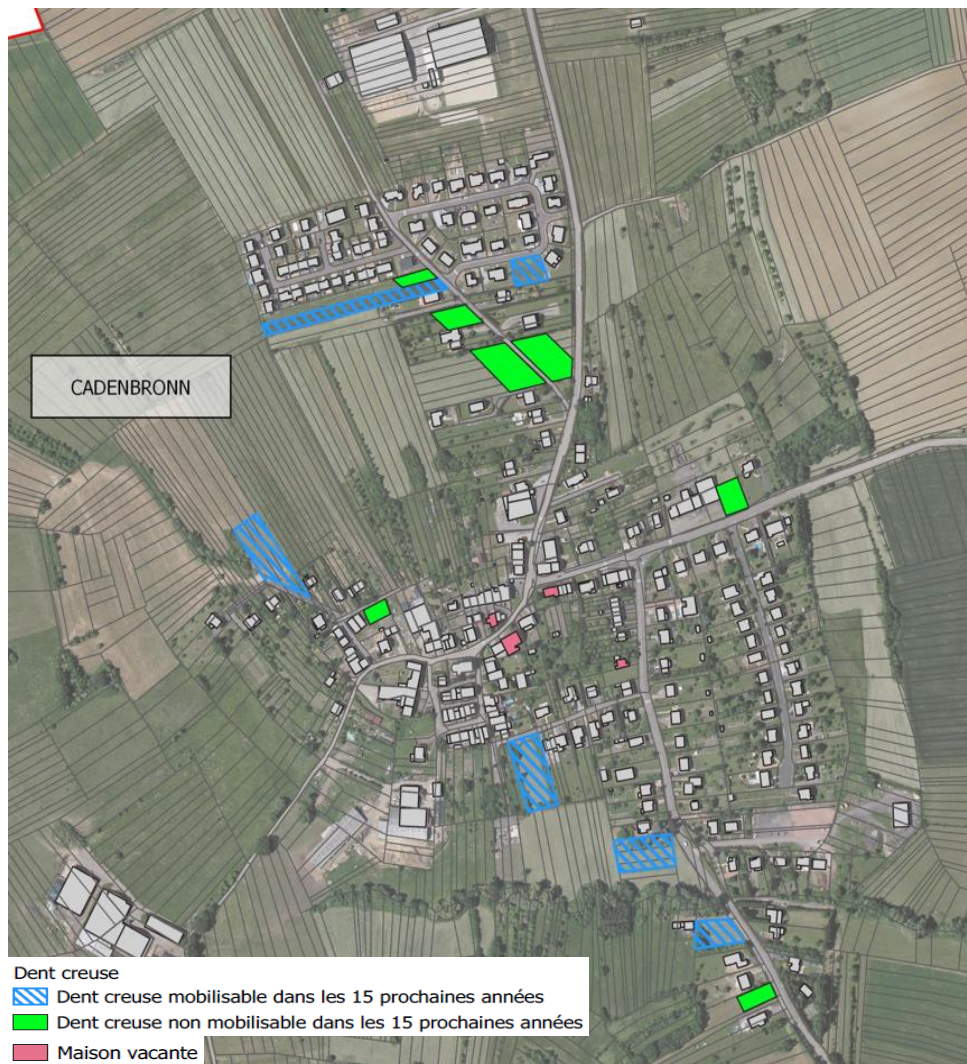 CADENBRONN
Dent creuse
Dent creuse mobilisable dans les 15 prochaines années
Dent creuse non mobilisable dans les 15 prochaines années
Maison vacante